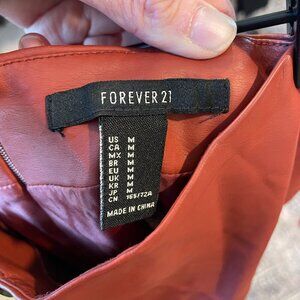 FOREVER 21
US M
CA M
MX M
BR M
EU M
UK M
KR M
JP M
CN 165/72A
MADE IN CHINA